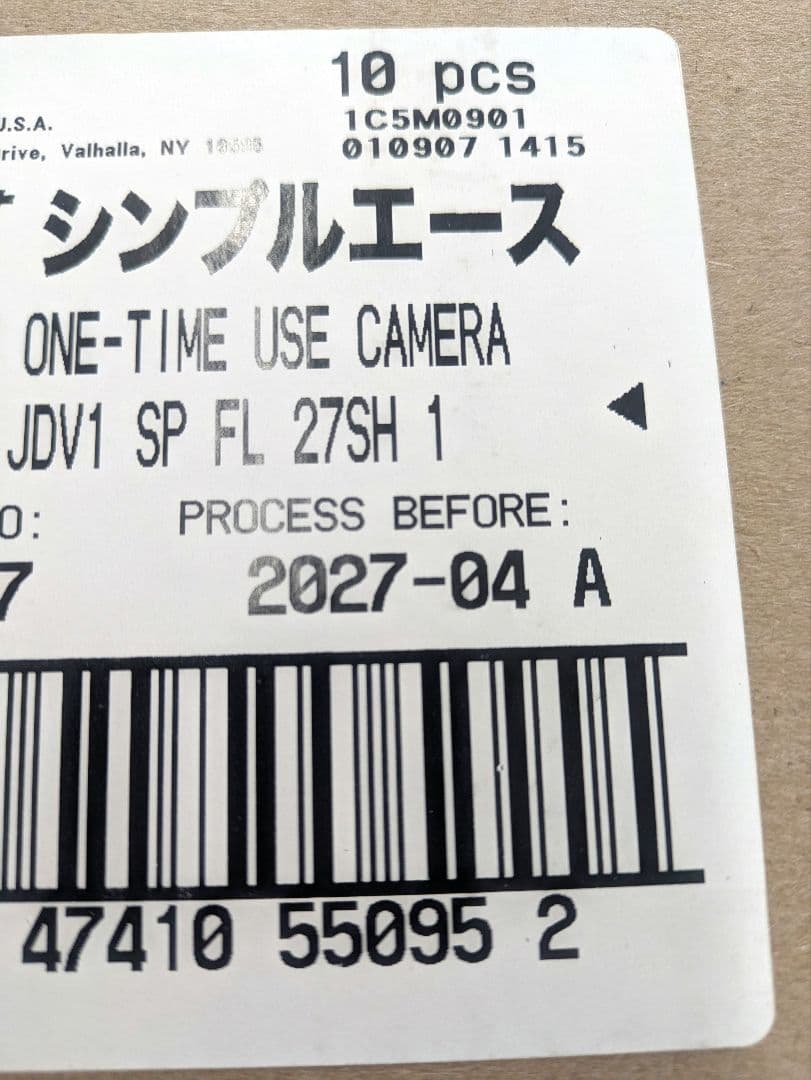 10 pcs
1C5M0901
010907 1415
U.S.A.
rive, Valhalla, NY
シンプルエース
ONE-TIME USE CAMERA
JDV1 SP FL 27SH 1
O:
PROCESS BEFORE:
7
2027-04 A
47410 55095 2